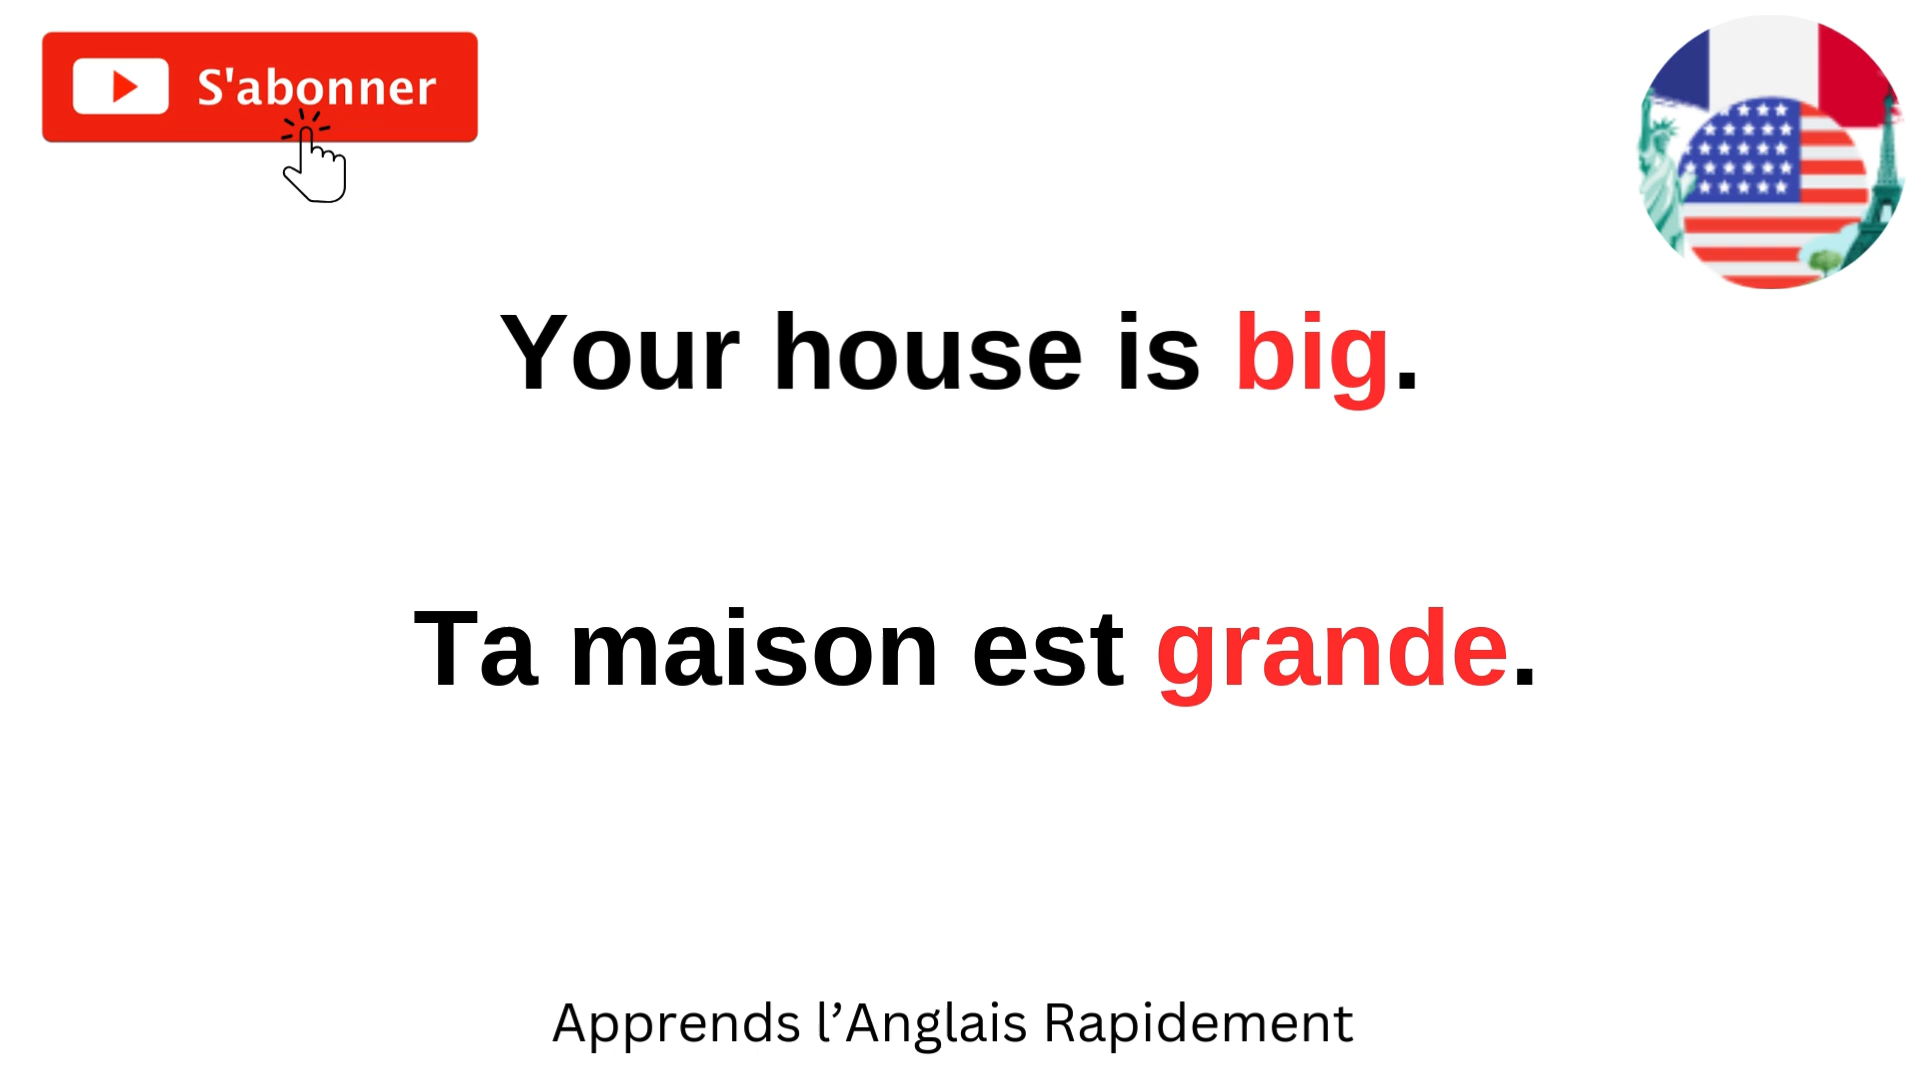 S'abonner
Your house is big.
Ta maison est grande.
Apprends l’Anglais Rapidement